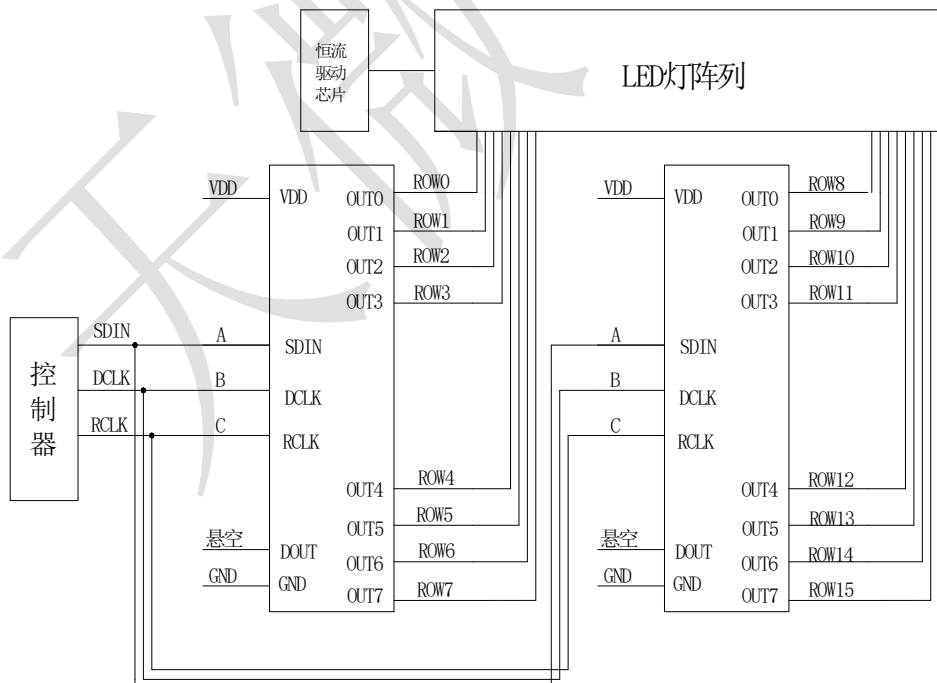 恒流
驱动
芯片
LED灯阵列
VDD
VDD
OUT0
ROW0
OUT1
ROW1
OUT2
ROW2
OUT3
ROW3
VDD
VDD
OUT0
ROW8
OUT1
ROW9
OUT2
ROW10
OUT3
ROW11
控
制
器
SDIN
DCLK
RCLK
A
B
C
SDIN
DCLK
RCLK
A
B
C
SDIN
DCLK
RCLK
OUT4
ROW4
OUT5
ROW5
OUT6
ROW6
OUT7
ROW7
悬空
DOUT
GND
GND
OUT4
ROW12
OUT5
ROW13
OUT6
ROW14
OUT7
ROW15
悬空
DOUT
GND
GND
天微